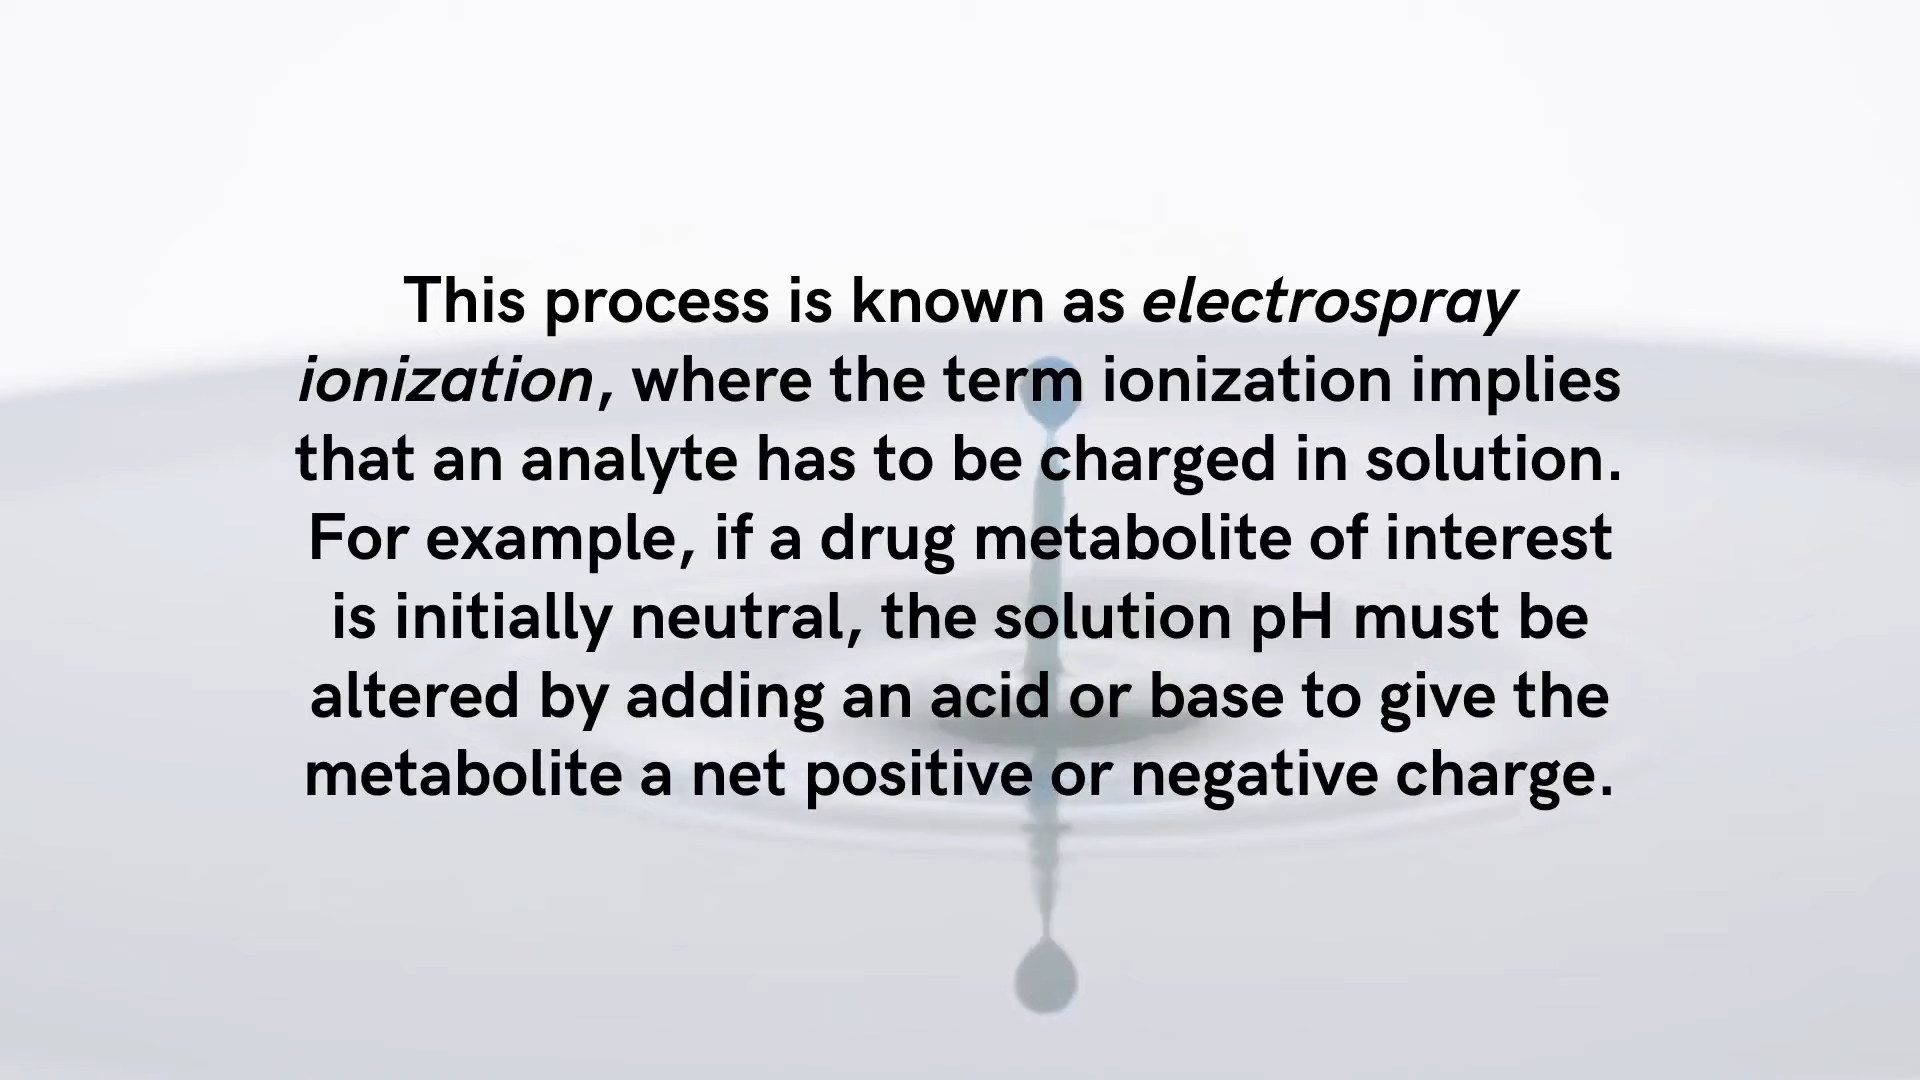 This process is known as electrospray
ionization, where the term ionization implies
that an analyte has to be charged in solution.
For example, if a drug metabolite of interest
is initially neutral, the solution pH must be
altered by adding an acid or base to give the
metabolite a net positive or negative charge.